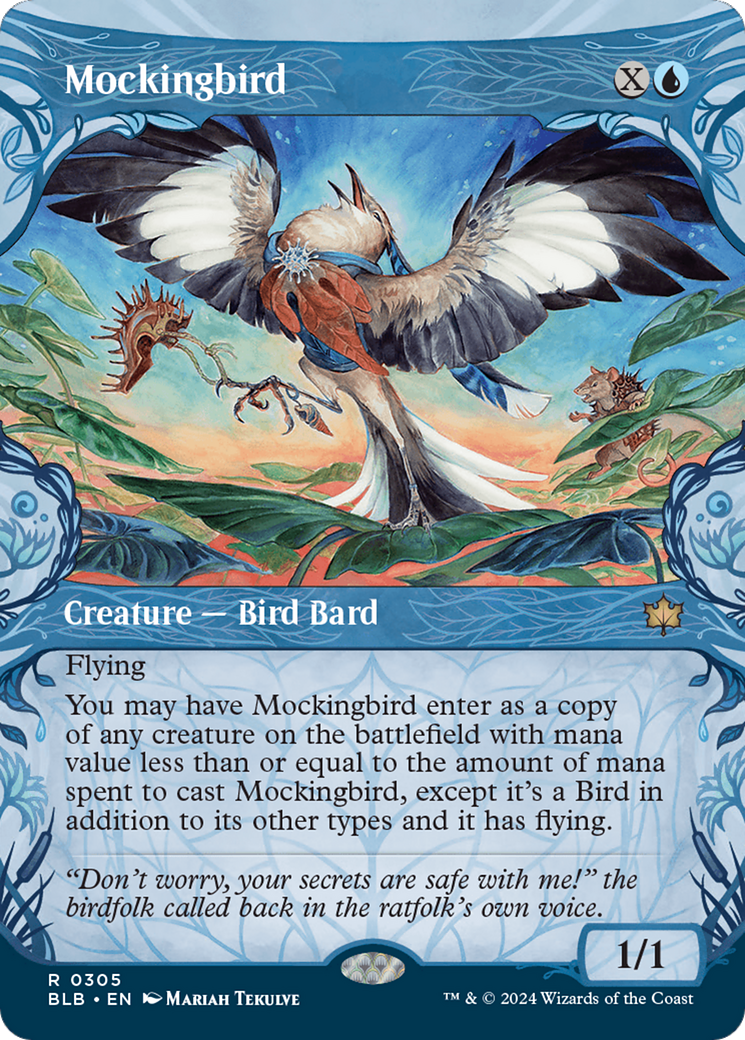 Mockingbird
X
Creature — Bird Bard
Flying
You may have Mockingbird enter as a copy
of any creature on the battlefield with mana
value less than or equal to the amount of mana
spent to cast Mockingbird, except it's a Bird in
addition to its other types and it has flying.
“Don't worry, your secrets are safe with me!” the
birdfolk called back in the ratfolk's own voice.
1/1
R 0305
BLB • EN Mariah Tekulve
™ & © 2024 Wizards of the Coast